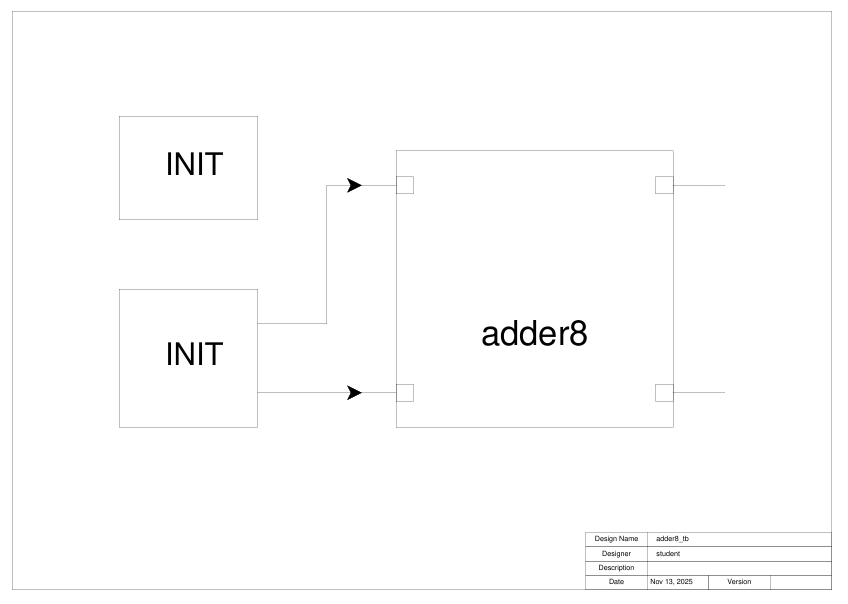 INIT
INIT
adder8
Design Name adder8_tb
Designer student
Description
Date Nov 13, 2025 Version